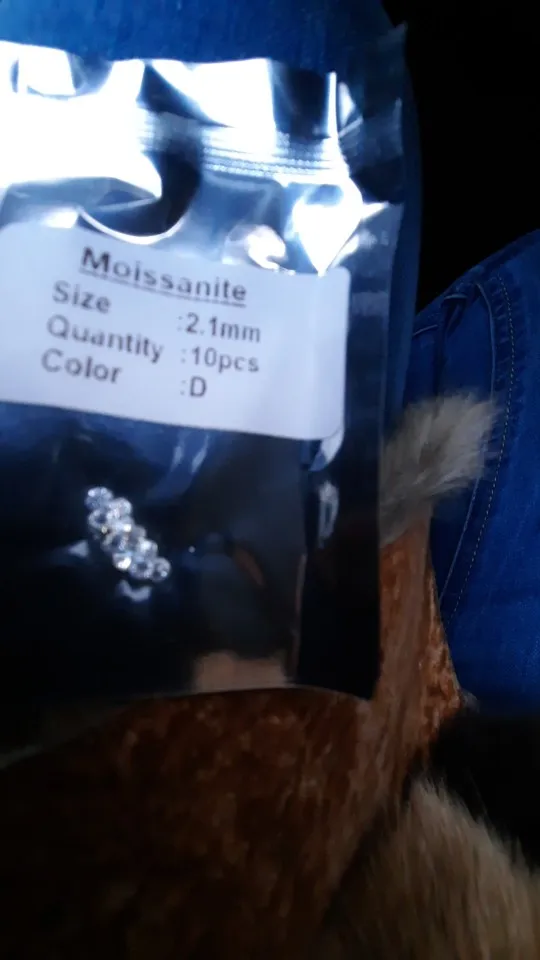 Moissanite
Size :2.1mm
Quantity :10pcs
Color :D